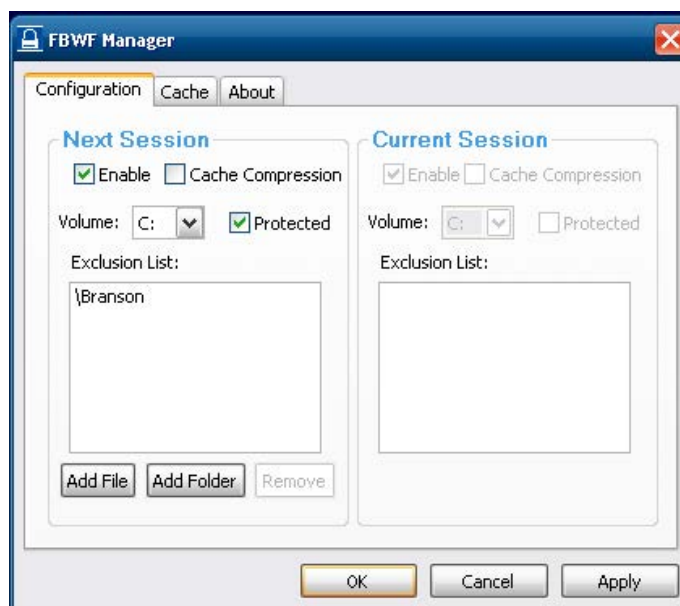 FBWF Manager
Configuration Cache About
Next Session
Enable Cache Compression
Volume: C: Protected
Exclusion List:
\Branson
Add File Add Folder Remove
Current Session
Enable Cache Compression
Volume: C: Protected
Exclusion List:
OK Cancel Apply